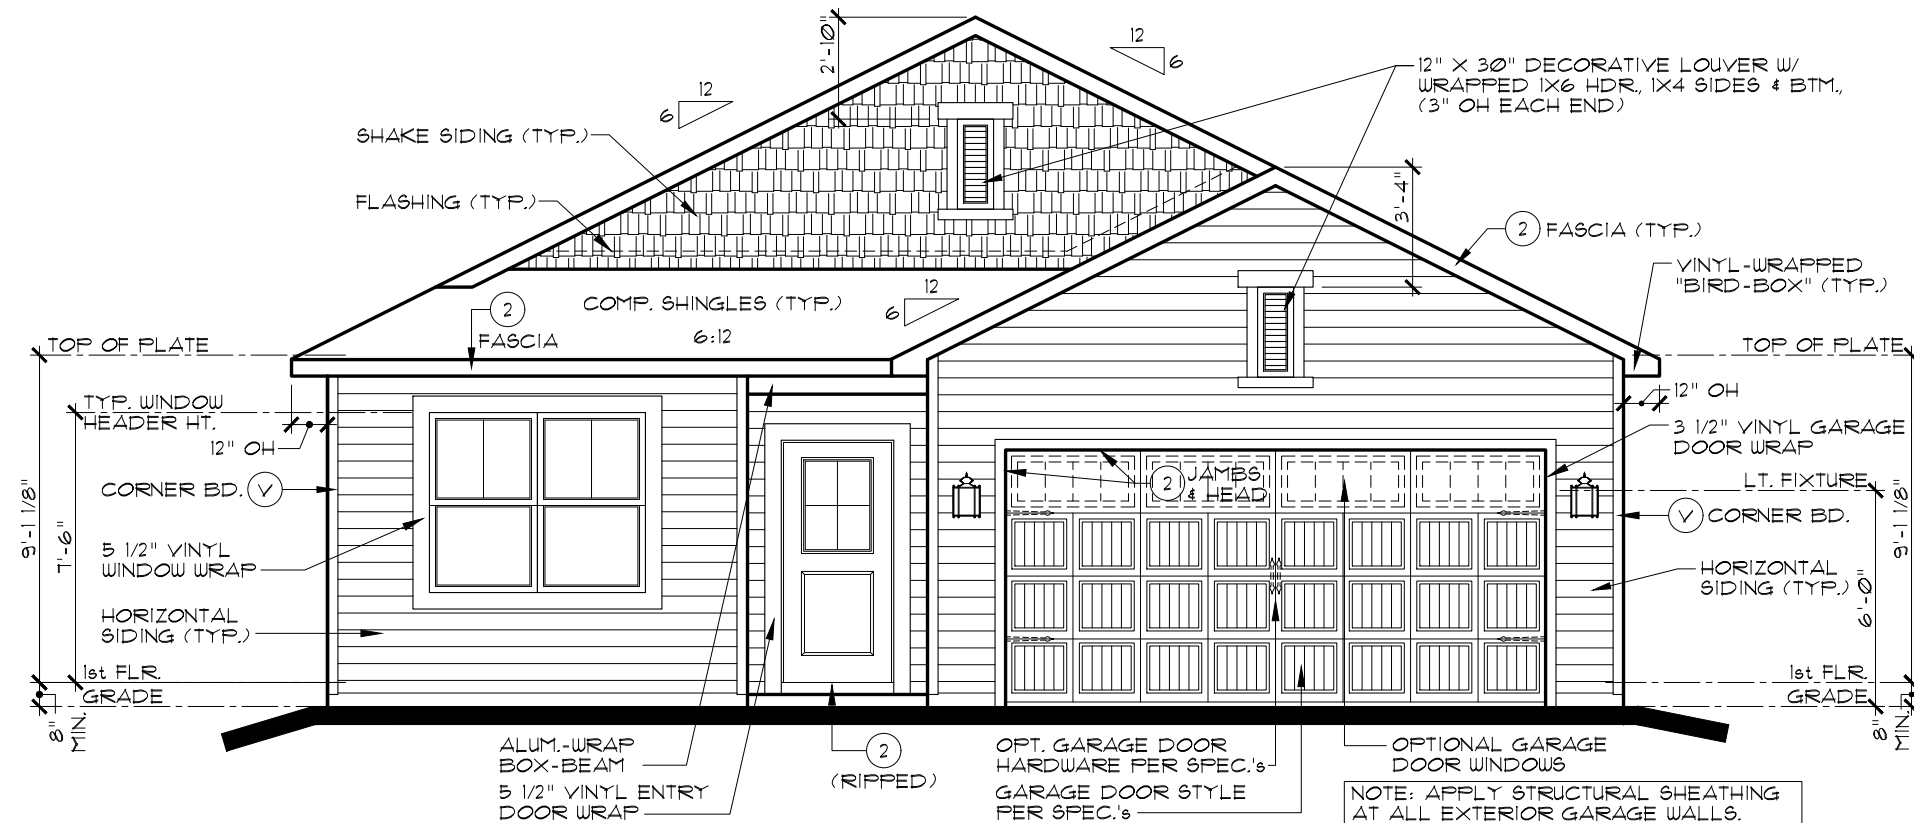 2'-10"
12
6
12
6
12" X 30" DECORATIVE LOUVER W/
WRAPPED 1X6 HDR., 1X4 SIDES & BTM.,
(3" OH EACH END)
SHAKE SIDING (TYP.)
FLASHING (TYP.)
3'-4"
2 FASCIA (TYP.)
VINYL-WRAPPED
"BIRD-BOX" (TYP.)
COMP. SHINGLES (TYP.)
6:12
12
6
2
FASCIA
TOP OF PLATE
TOP OF PLATE
TYP. WINDOW
HEADER HT.
12" OH
12" OH
3 1/2" VINYL GARAGE
DOOR WRAP
CORNER BD. V
2 JAMBS
& HEAD
LT. FIXTURE
V CORNER BD.
9'-1 1/8"
7'-6"
5 1/2" VINYL
WINDOW WRAP
HORIZONTAL
SIDING (TYP.)
HORIZONTAL
SIDING (TYP.)
6'-0"
9'-1 1/8"
1st FLR.
GRADE
1st FLR.
GRADE
8"
MIN.
8"
MIN.
ALUM.-WRAP
BOX-BEAM
5 1/2" VINYL ENTRY
DOOR WRAP
2
(RIPPED)
OPT. GARAGE DOOR
HARDWARE PER SPEC.'s
GARAGE DOOR STYLE
PER SPEC.'s
OPTIONAL GARAGE
DOOR WINDOWS
NOTE: APPLY STRUCTURAL SHEATHING
AT ALL EXTERIOR GARAGE WALLS.